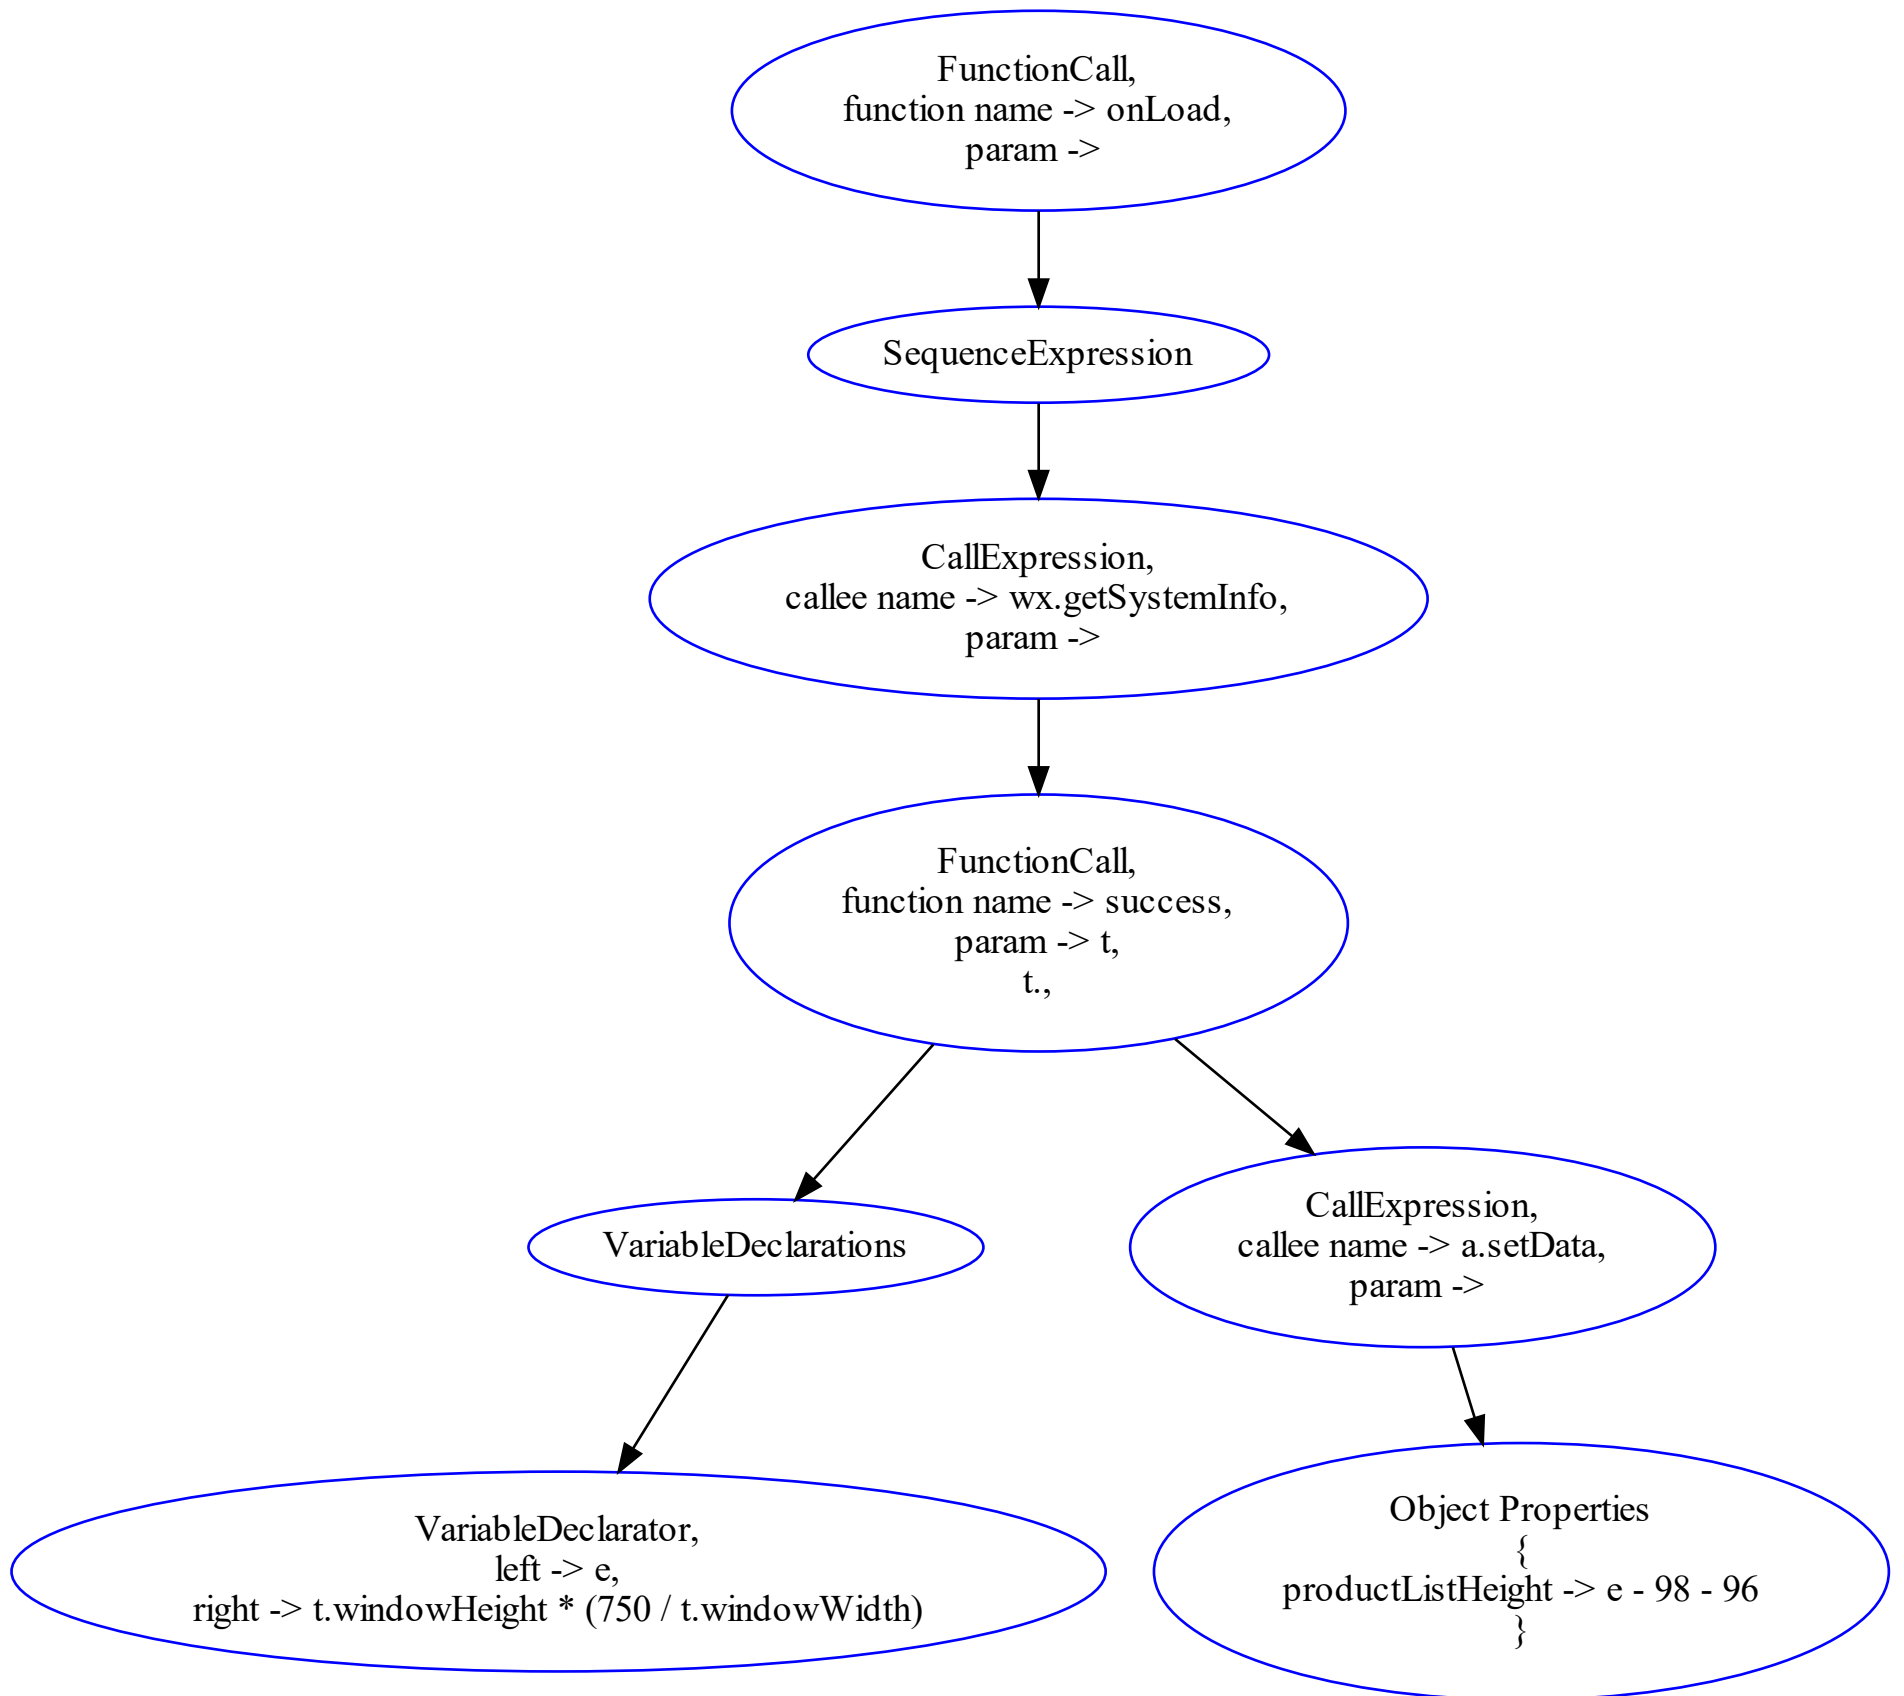 FunctionCall,
function name -> onLoad,
param ->
SequenceExpression
CallExpression,
callee name -> wx.getSystemInfo,
param ->
FunctionCall,
function name -> success,
param -> t,
t.,
VariableDeclarations
CallExpression,
callee name -> a.setData,
param ->
VariableDeclarator,
left -> e,
right -> t.windowHeight * (750 / t.windowWidth)
Object Properties
{
productListHeight -> e - 98 - 96
}